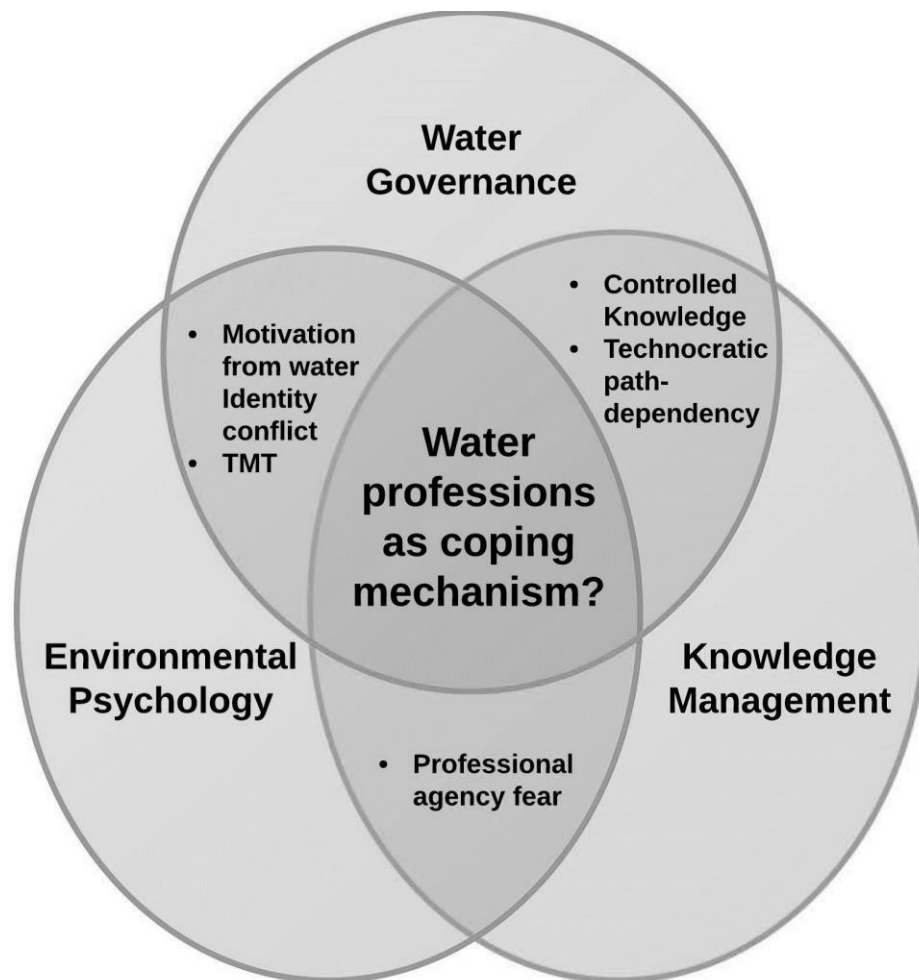 Water
Governance
• Controlled
Knowledge
• Technocratic
path-
dependency
• Motivation
from water
Identity
conflict
• TMT
Water
professions
as coping
mechanism?
Environmental
Psychology
Knowledge
Management
• Professional
agency fear